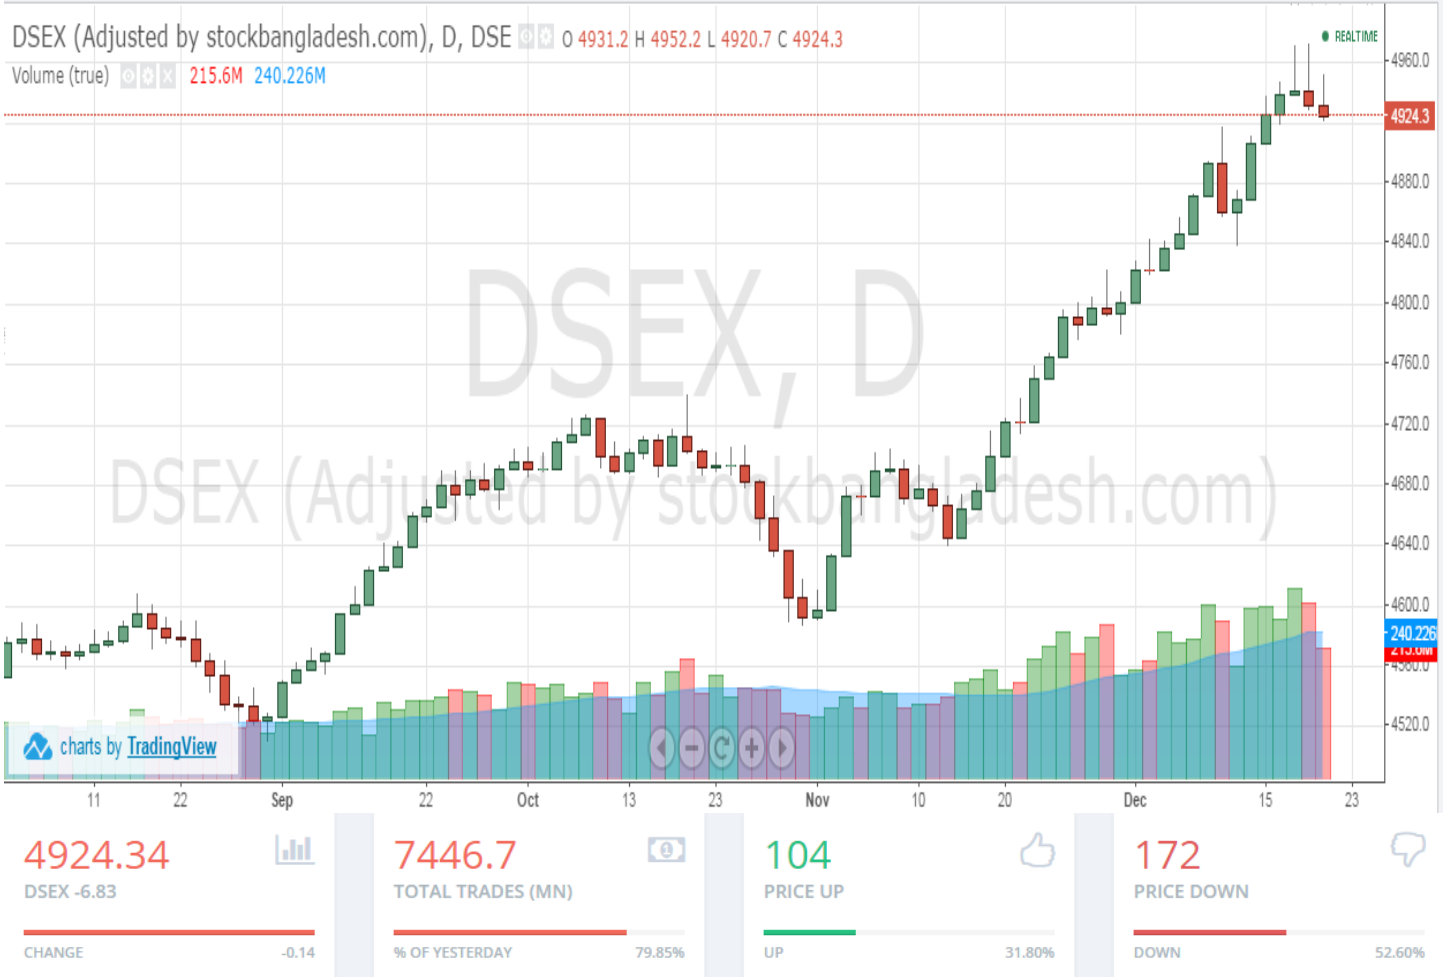 DSEX (Adjusted by stockbangladesh.com), D, DSE O 4931.2 H 4952.2 L 4920.7 C 4924.3
REALTIME
Volume (true) 215.6M 240.226M
4960.0
4924.3
4880.0
4840.0
4800.0
4760.0
4720.0
4680.0
4640.0
4600.0
240.226
215.6M
4520.0
DSEX, D
DSEX (Adjusted by stockbangladesh.com)
charts by TradingView
11 22 Sep 22 Oct 13 23 Nov 10 20 Dec 15 23
4924.34 7446.7 104 172
DSEX -6.83 TOTAL TRADES (MN) PRICE UP PRICE DOWN
CHANGE -0.14 % OF YESTERDAY 79.85% UP 31.80% DOWN 52.60%